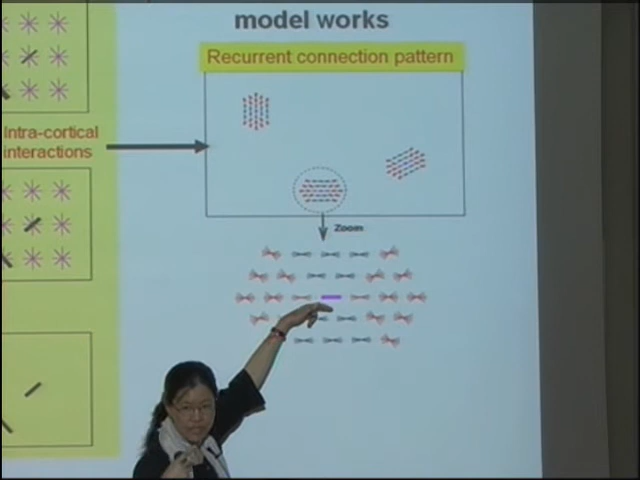 model works
Recurrent connection pattern
Intra-cortical
interactions
Zoom